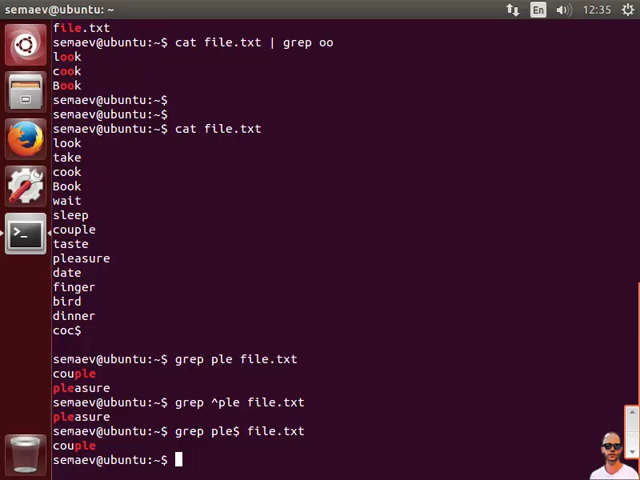 semaev@ubuntu: ~
En
12:35
file.txt
semaev@ubuntu:~$ cat file.txt | grep oo
look
cook
Book
semaev@ubuntu:~$
semaev@ubuntu:~$
semaev@ubuntu:~$ cat file.txt
look
take
cook
Book
wait
sleep
couple
taste
pleasure
date
finger
bird
dinner
coc$
semaev@ubuntu:~$ grep ple file.txt
couple
pleasure
semaev@ubuntu:~$ grep ^ple file.txt
pleasure
semaev@ubuntu:~$ grep ple$ file.txt
couple
semaev@ubuntu:~$